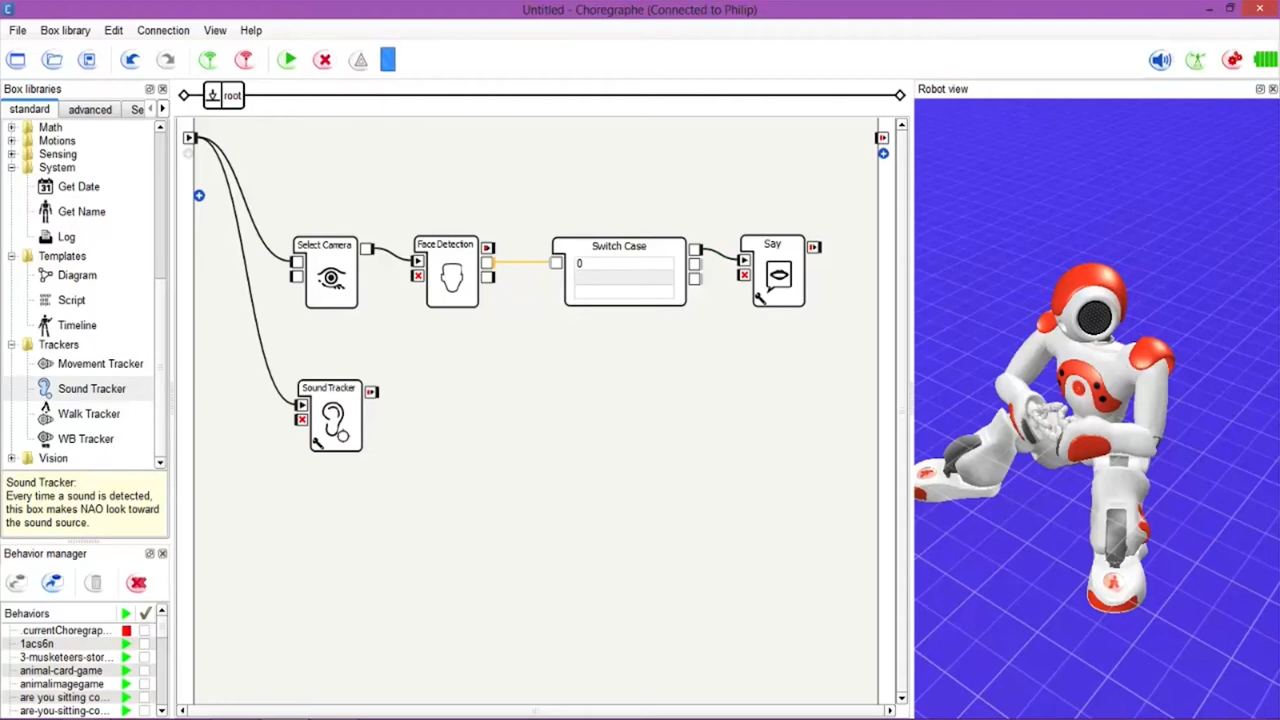 Untitled - Choregraphe (Connected to Philip)
File Box library Edit Connection View Help
Box libraries
standard advanced Se
Math
Motions
Sensing
System
31 Get Date
Get Name
Log
Templates
Diagram
Script
Timeline
Trackers
Movement Tracker
Sound Tracker
Walk Tracker
WB Tracker
Vision
Sound Tracker:
Every time a sound is detected,
this box makes NAO look toward
the sound source.
Behavior manager
Behaviors
.currentChoregrap...
1acs6n
3-musketeers-stor...
animal-card-game
animalimagegame
are you sitting co...
are-you-sitting-co...
root
Select Camera
Face Detection
Switch Case
0
Say
Sound Tracker
Robot view